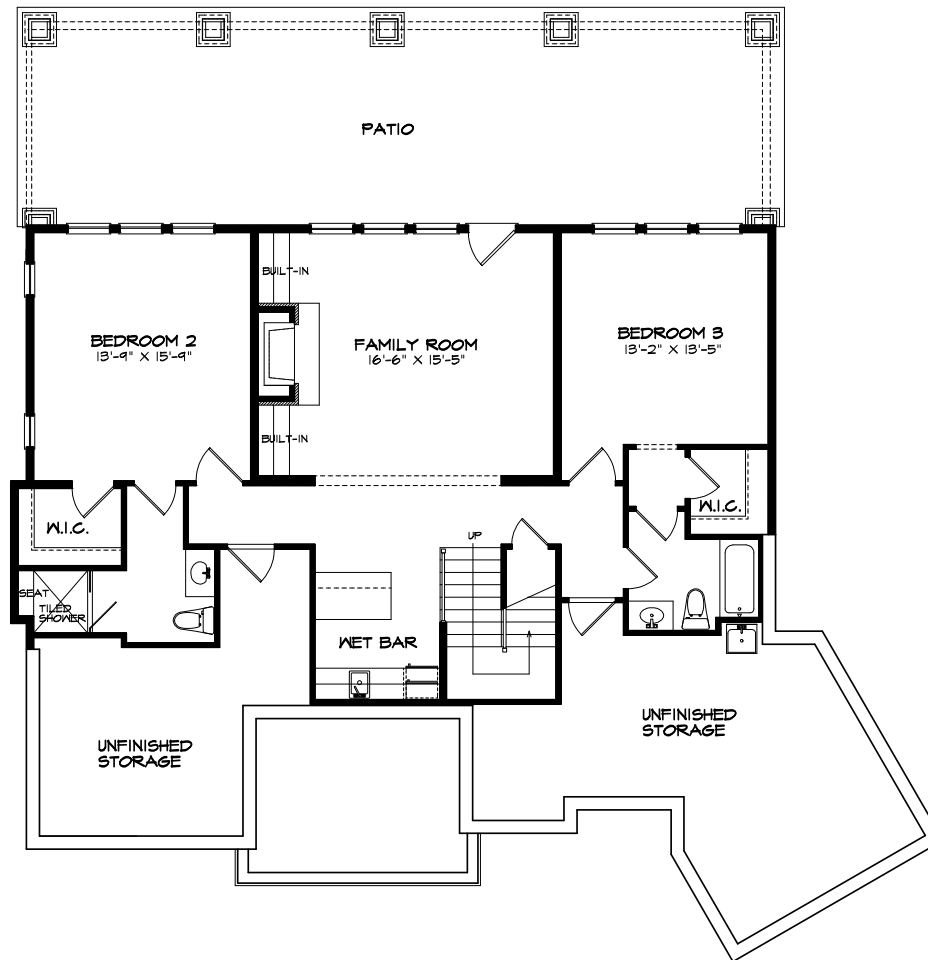 PATIO
BUILT-IN
BEDROOM 2
13'-9" X 15'-9"
FAMILY ROOM
16'-6" X 15'-5"
BEDROOM 3
13'-2" X 13'-5"
BUILT-IN
W.I.C.
W.I.C.
UP
SEAT
TILED
SHOWER
WET BAR
UNFINISHED
STORAGE
UNFINISHED
STORAGE